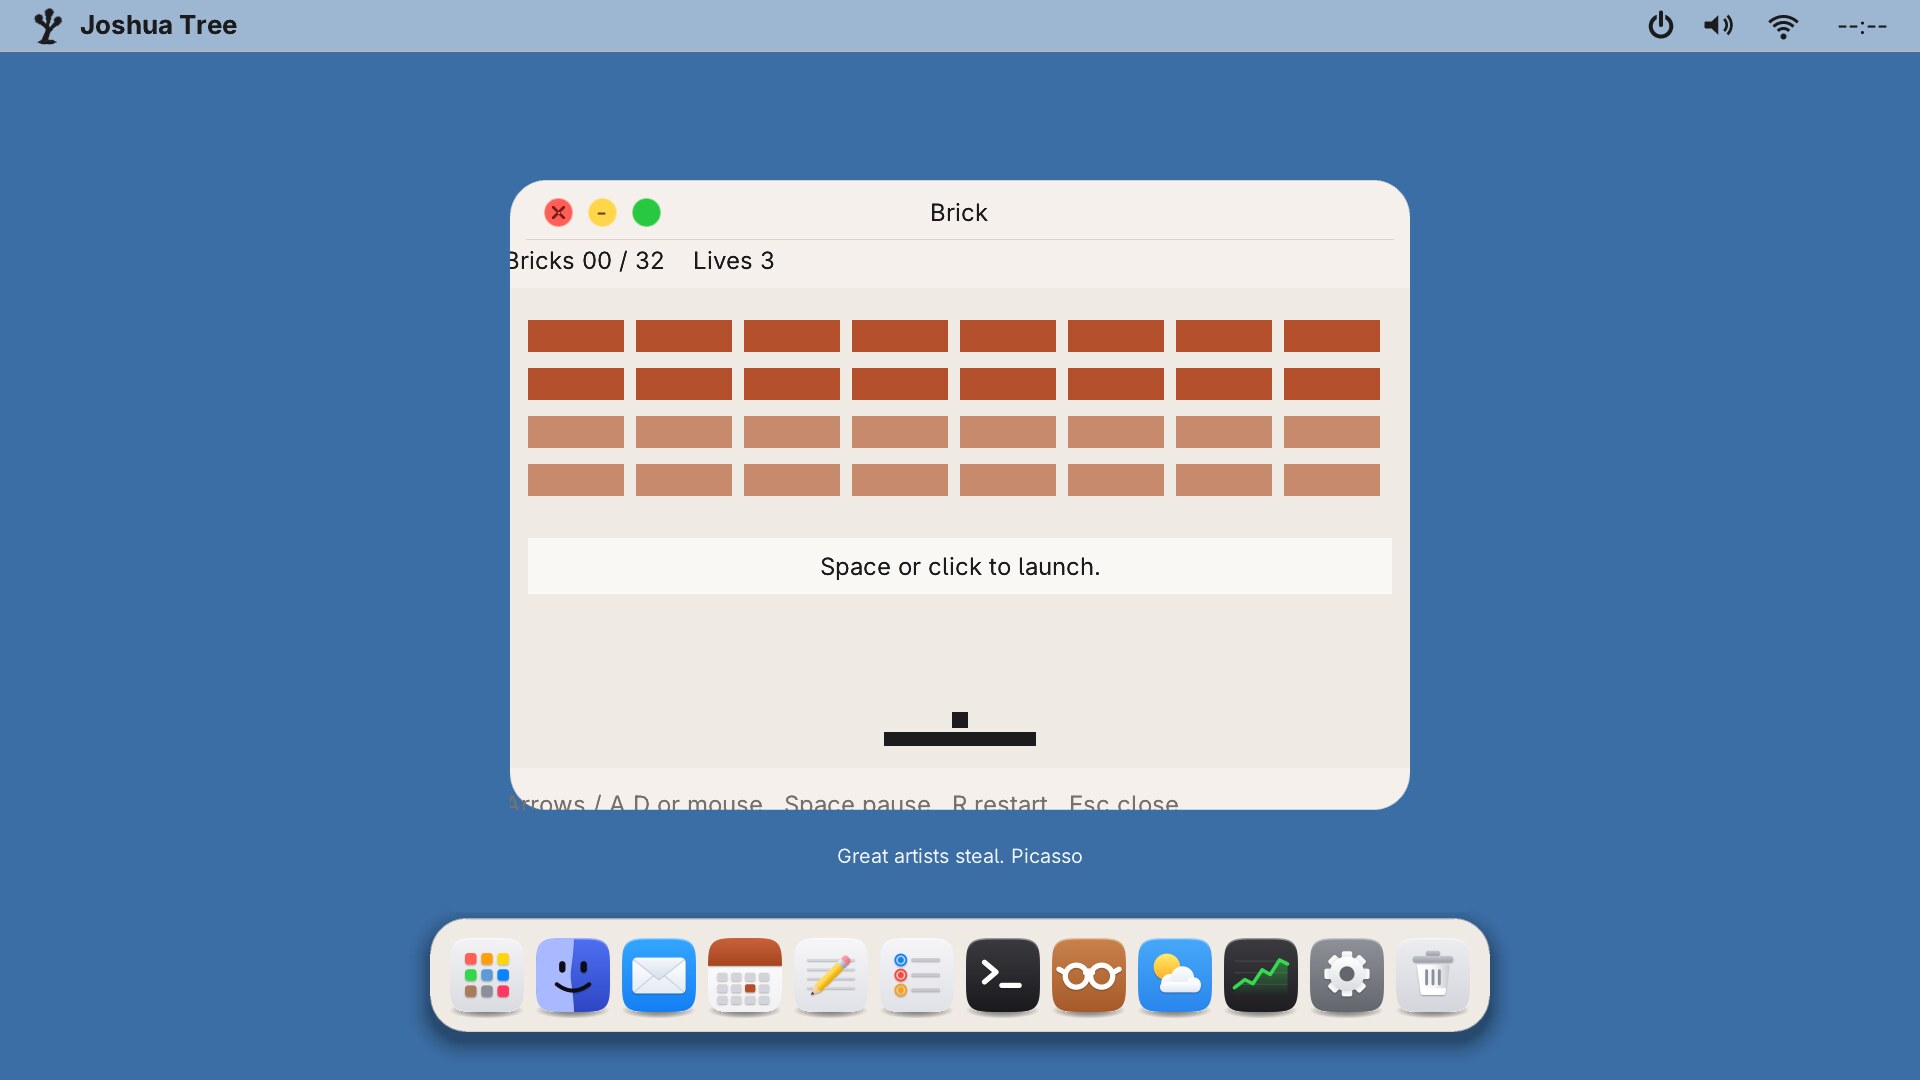 Joshua Tree --:--
Brick
Bricks 00 / 32 Lives 3
Space or click to launch.
Arrows / A D or mouse Space pause R restart Esc close
Great artists steal. Picasso